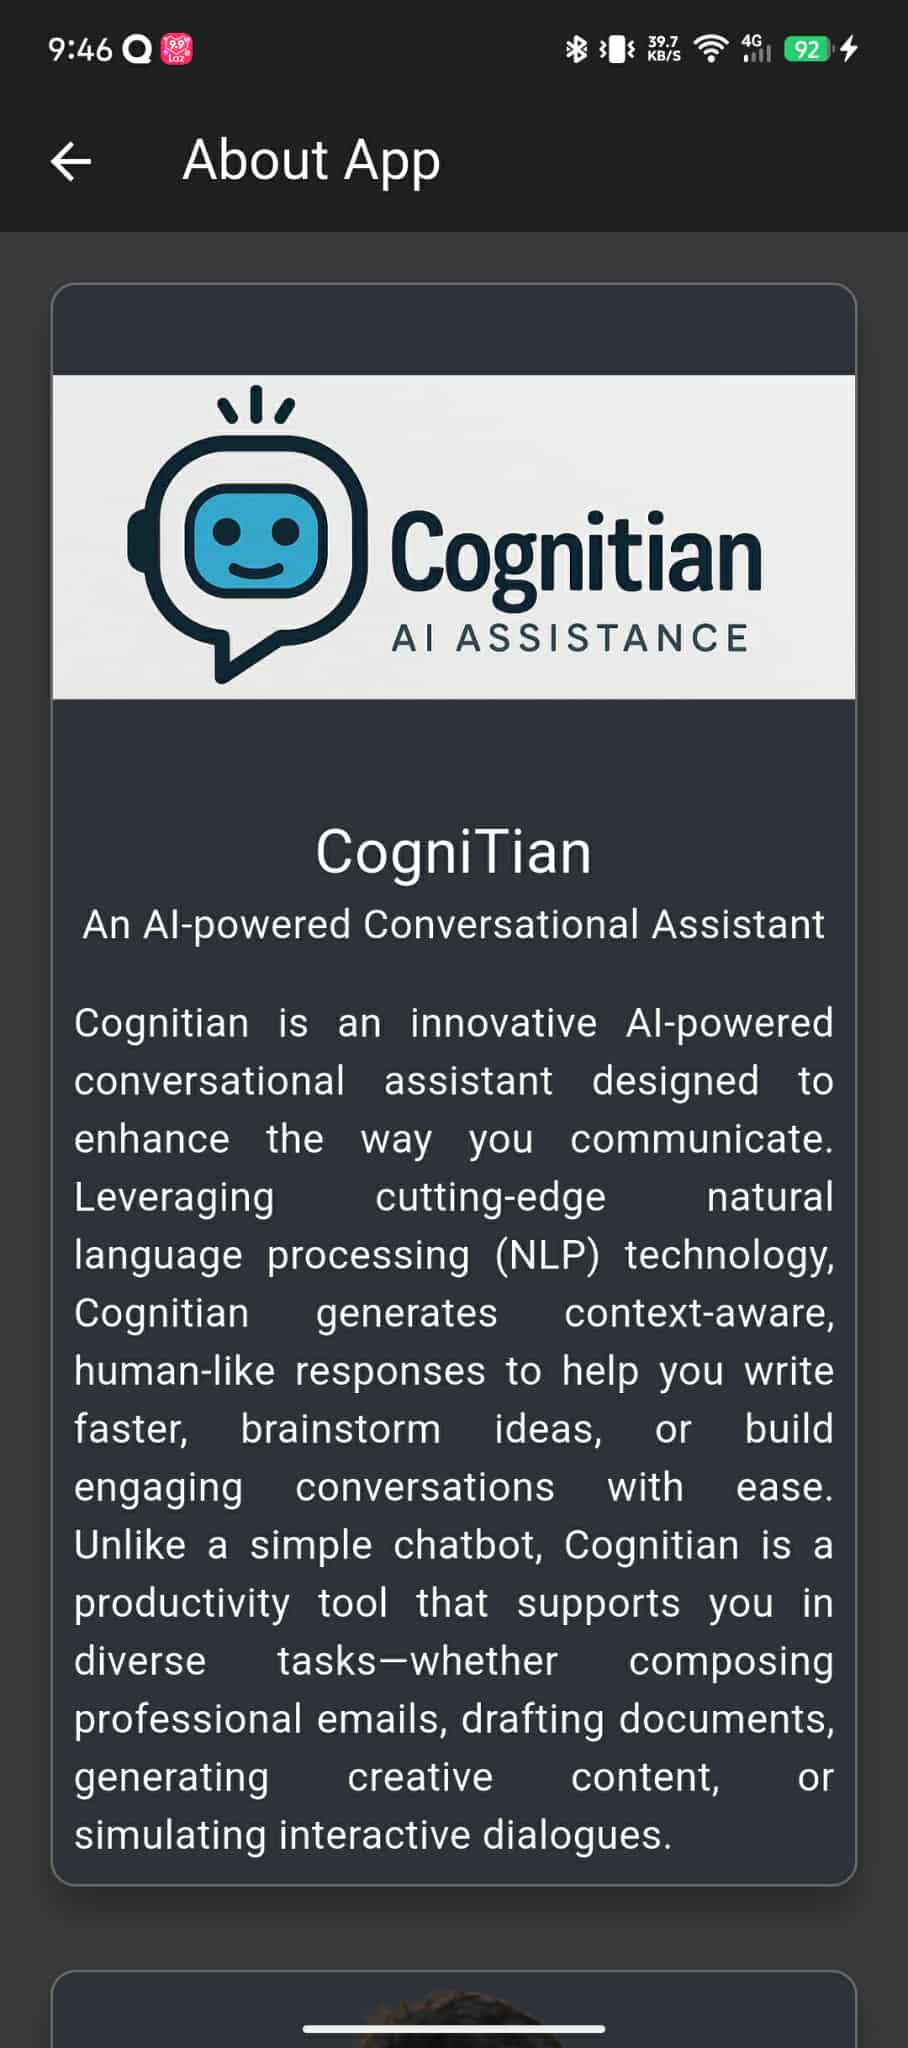 9:46
9.9
LAZ
39.7
KB/S
4G
92
About App
Cognitian
AI ASSISTANCE
CogniTian
An AI-powered Conversational Assistant
Cognitian is an innovative AI-powered
conversational assistant designed to
enhance the way you communicate.
Leveraging cutting-edge natural
language processing (NLP) technology,
Cognitian generates context-aware,
human-like responses to help you write
faster, brainstorm ideas, or build
engaging conversations with ease.
Unlike a simple chatbot, Cognitian is a
productivity tool that supports you in
diverse tasks—whether composing
professional emails, drafting documents,
generating creative content, or
simulating interactive dialogues.